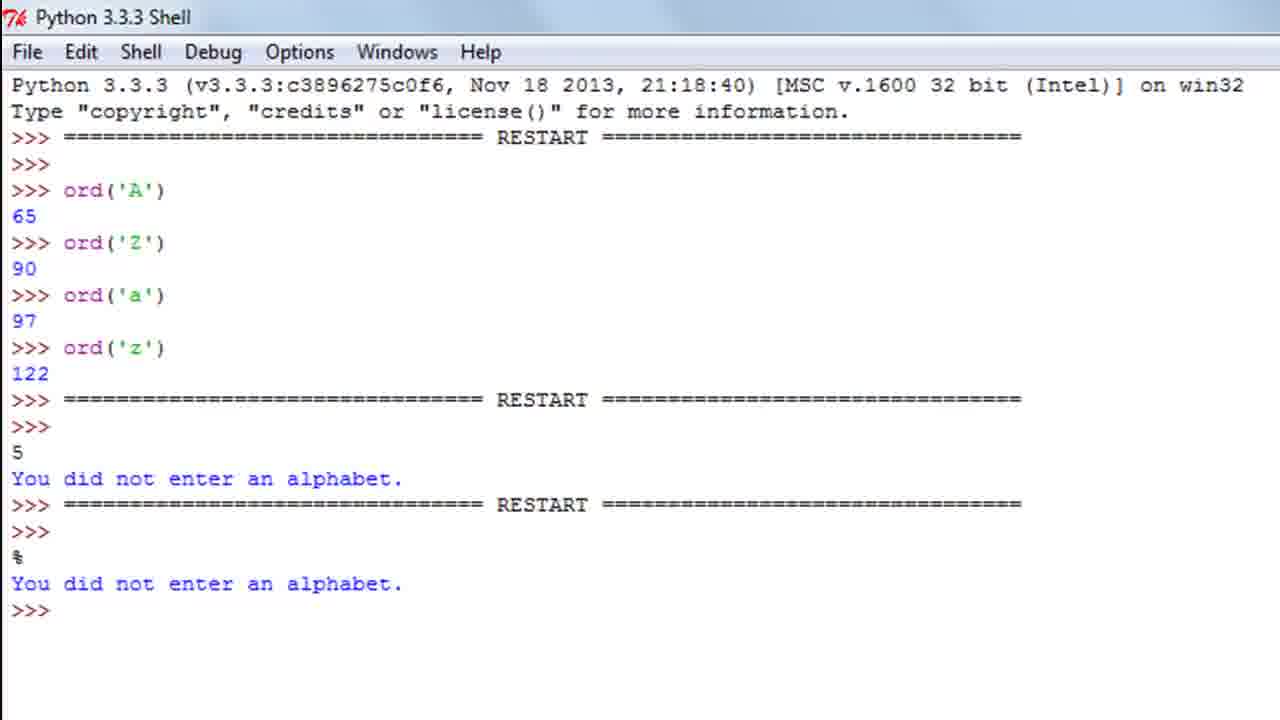 Python 3.3.3 Shell
File Edit Shell Debug Options Windows Help
Python 3.3.3 (v3.3.3:c3896275c0f6, Nov 18 2013, 21:18:40) [MSC v.1600 32 bit (Intel)] on win32
Type "copyright", "credits" or "license()" for more information.
>>> ================================ RESTART ================================
>>>
>>> ord('A')
65
>>> ord('Z')
90
>>> ord('a')
97
>>> ord('z')
122
>>> ================================ RESTART ================================
>>>
5
You did not enter an alphabet.
>>> ================================ RESTART ================================
>>>
%
You did not enter an alphabet.
>>>